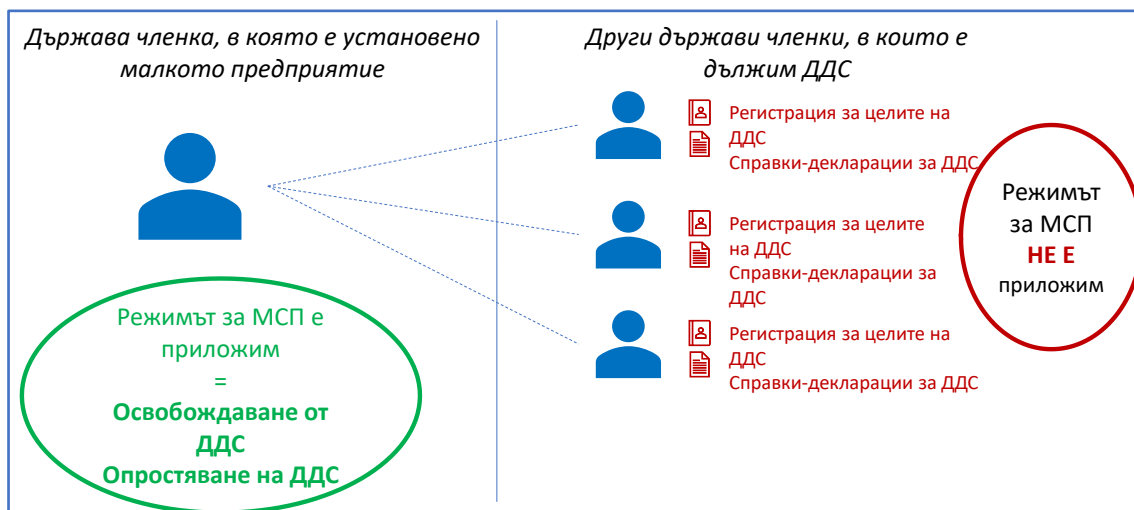 Държава членка, в която е установено
малкото предприятие
Режимът за МСП е
приложим
=
Освобождаване от
ДДС
Опростяване на ДДС
Други държави членки, в които е
дължим ДДС
Регистрация за целите на
ДДС
Справки-декларации за ДДС
Регистрация за целите
на ДДС
Справки-декларации за
ДДС
Регистрация за целите на
ДДС
Справки-декларации за ДДС
Режимът
за МСП
НЕ Е
приложим